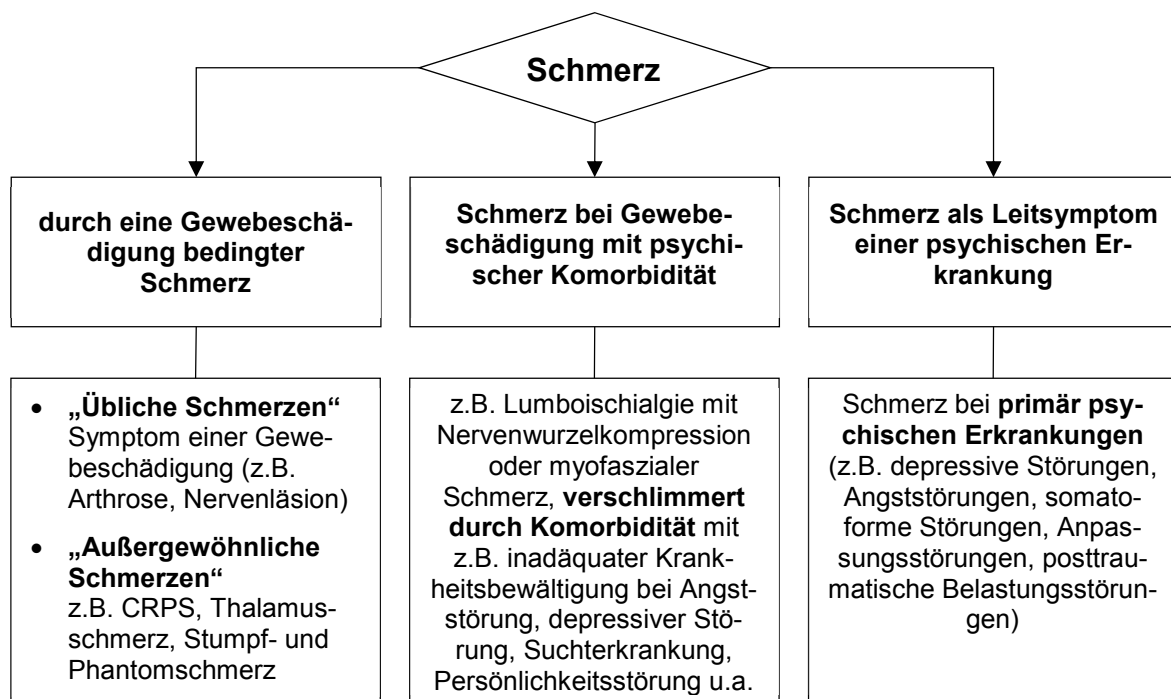 Schmerz
durch eine Gewebeschä-
digung bedingter
Schmerz
Schmerz bei Gewebe-
schädigung mit psychi-
scher Komorbidität
Schmerz als Leitsymptom
einer psychischen Er-
krankung
• „Übliche Schmerzen“
Symptom einer Gewe-
beschädigung (z.B.
Arthrose, Nervenläsion)
• „Außergewöhnliche
Schmerzen“
z.B. CRPS, Thalamus-
schmerz, Stumpf- und
Phantomschmerz
z.B. Lumboischialgie mit
Nervenwurzelkompression
oder myofaszialer
Schmerz, verschlimmert
durch Komorbidität mit
z.B. inadäquater Krank-
heitsbewältigung bei Angst-
störung, depressiver Stö-
rung, Suchterkrankung,
Persönlichkeitsstörung u.a.
Schmerz bei primär psy-
chischen Erkrankungen
(z.B. depressive Störungen,
Angststörungen, somato-
forme Störungen, Anpas-
sungsstörungen, posttrau-
matische Belastungsstörun-
gen)